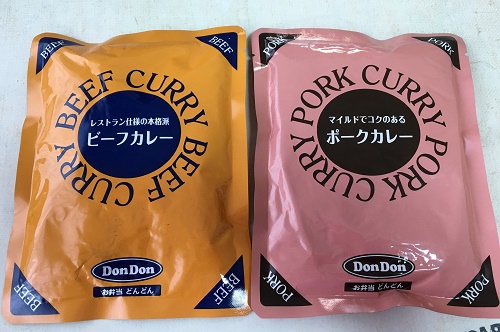 BEEF
BEEF
BEEF CURRY BEEF CURRY
レストラン仕様の本格派
ビーフカレー
DonDon
お弁当 どんどん
BEEF
BEEF
PORK
PORK
PORK CURRY PORK CURRY
マイルドでコクのある
ポークカレー
DonDon
お弁当 どんどん
PORK
PORK